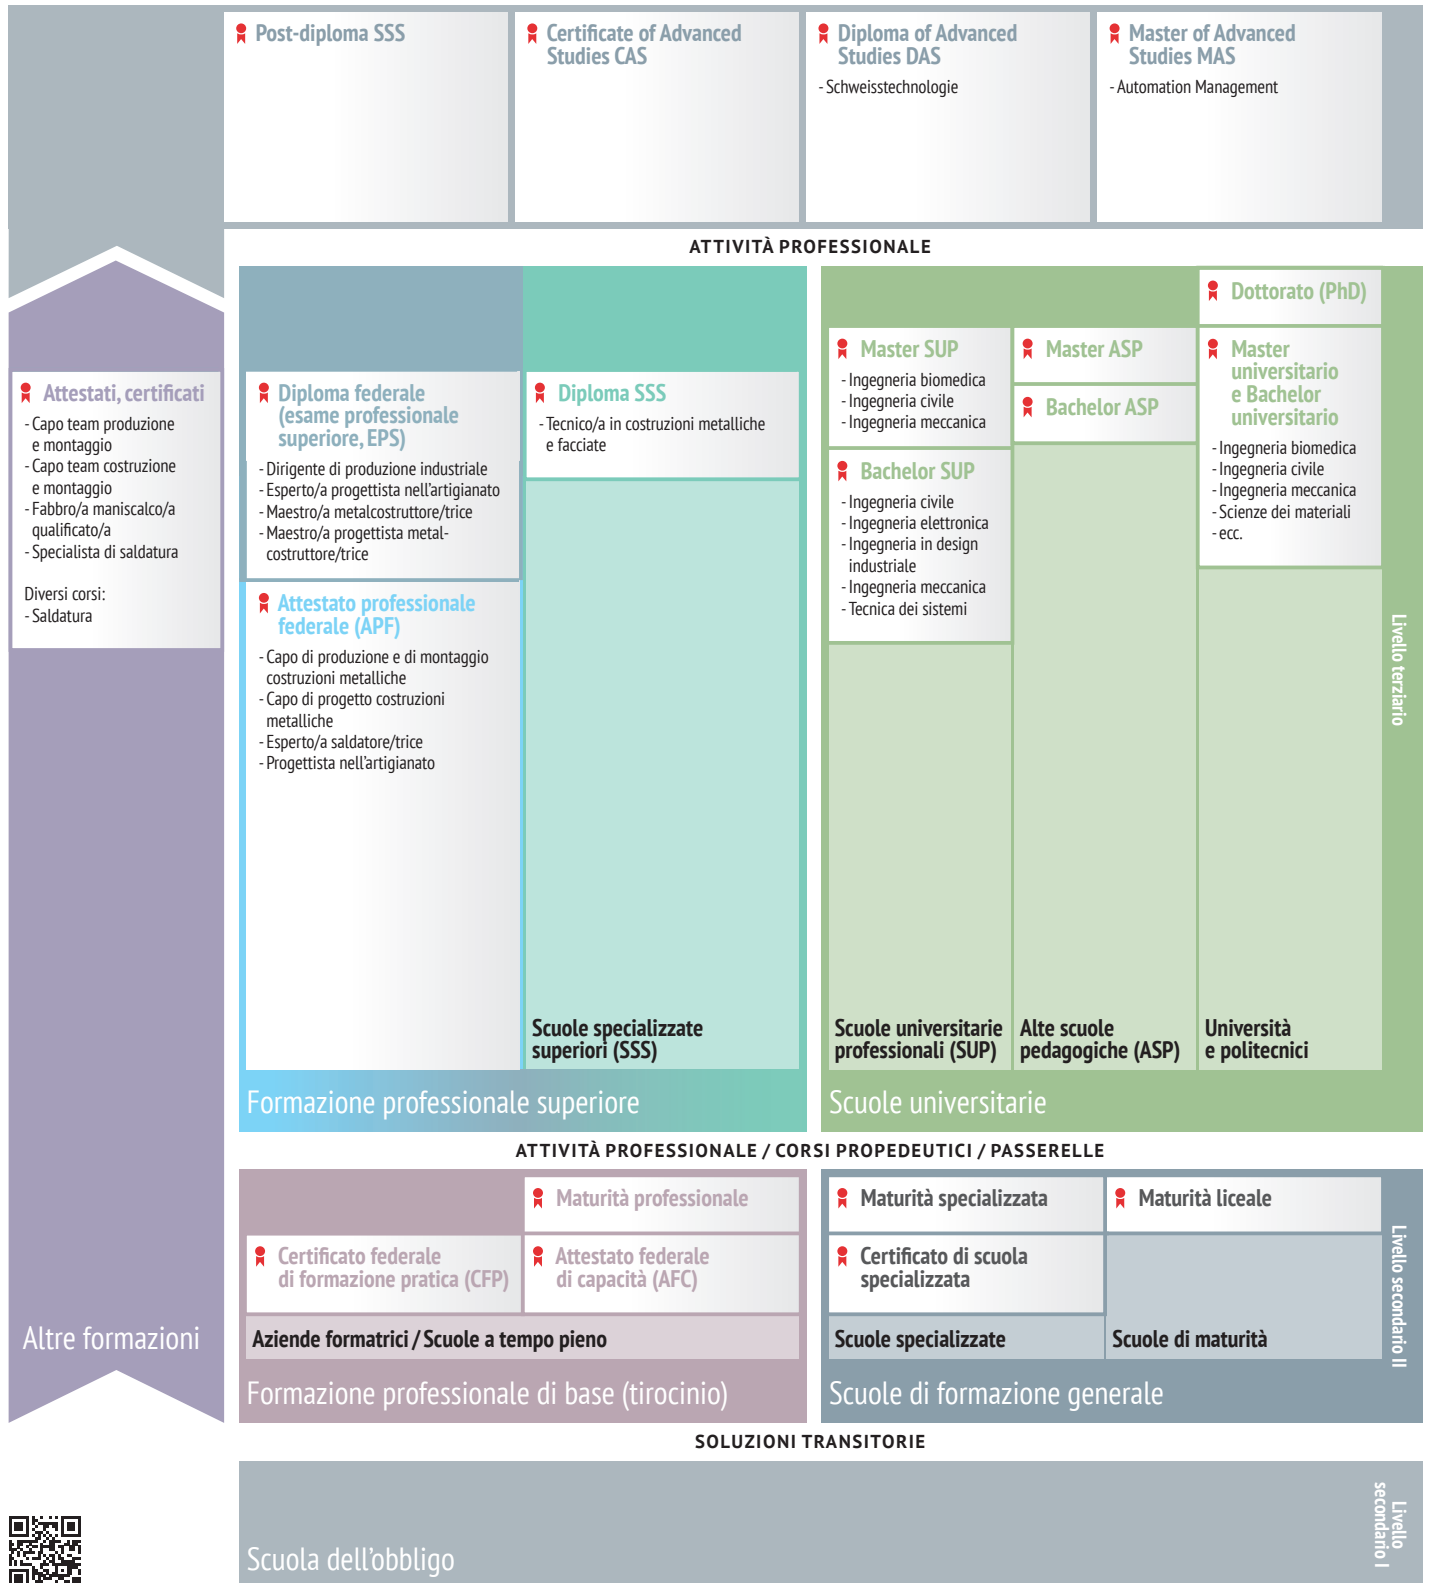 Post-diploma SSS
Certificate of Advanced
Studies CAS
Diploma of Advanced
Studies DAS
- Schweisstechnologie
Master of Advanced
Studies MAS
- Automation Management
ATTIVITÀ PROFESSIONALE
Attestati, certificati
- Capo team produzione
e montaggio
- Capo team costruzione
e montaggio
- Fabbro/a maniscalco/a
qualificato/a
- Specialista di saldatura
Diversi corsi:
- Saldatura
Altre formazioni
Diploma federale
(esame professionale
superiore, EPS)
- Dirigente di produzione industriale
- Esperto/a progettista nell'artigianato
- Maestro/a metalcostruttore/trice
- Maestro/a progettista metal-
costruttore/trice
Attestato professionale
federale (APF)
- Capo di produzione e di montaggio
costruzioni metalliche
- Capo di progetto costruzioni
metalliche
- Esperto/a saldatore/trice
- Progettista nell'artigianato
Diploma SSS
- Tecnico/a in costruzioni metalliche
e facciate
Scuole specializzate
superiori (SSS)
Formazione professionale superiore
Master SUP
- Ingegneria biomedica
- Ingegneria civile
- Ingegneria meccanica
Bachelor SUP
- Ingegneria civile
- Ingegneria elettronica
- Ingegneria in design
industriale
- Ingegneria meccanica
- Tecnica dei sistemi
Scuole universitarie
professionali (SUP)
Master ASP
Bachelor ASP
Alte scuole
pedagogiche (ASP)
Dottorato (PhD)
Master
universitario
e Bachelor
universitario
- Ingegneria biomedica
- Ingegneria civile
- Ingegneria meccanica
- Scienze dei materiali
- ecc.
Università
e politecnici
Scuole universitarie
Livello terziario
ATTIVITÀ PROFESSIONALE / CORSI PROPEDEUTICI / PASSERELLE
Maturità professionale
Certificato federale
di formazione pratica (CFP)
Attestato federale
di capacità (AFC)
Aziende formatrici / Scuole a tempo pieno
Formazione professionale di base (tirocinio)
Maturità specializzata
Maturità liceale
Certificato di scuola
specializzata
Scuole specializzate
Scuole di maturità
Scuole di formazione generale
Livello secondario II
SOLUZIONI TRANSITORIE
Scuola dell'obbligo
Livello
secondario I